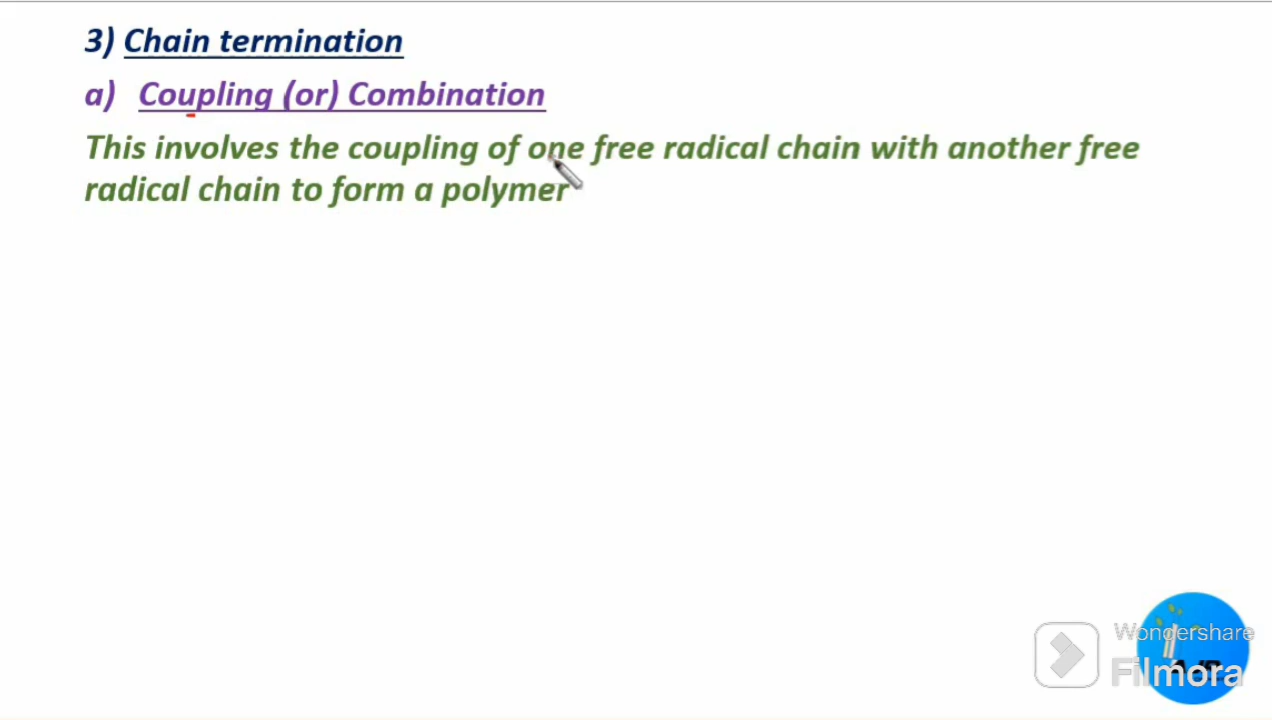 3) Chain termination
a) Coupling (or) Combination
This involves the coupling of one free radical chain with another free
radical chain to form a polymer
Wondershare
Filmora